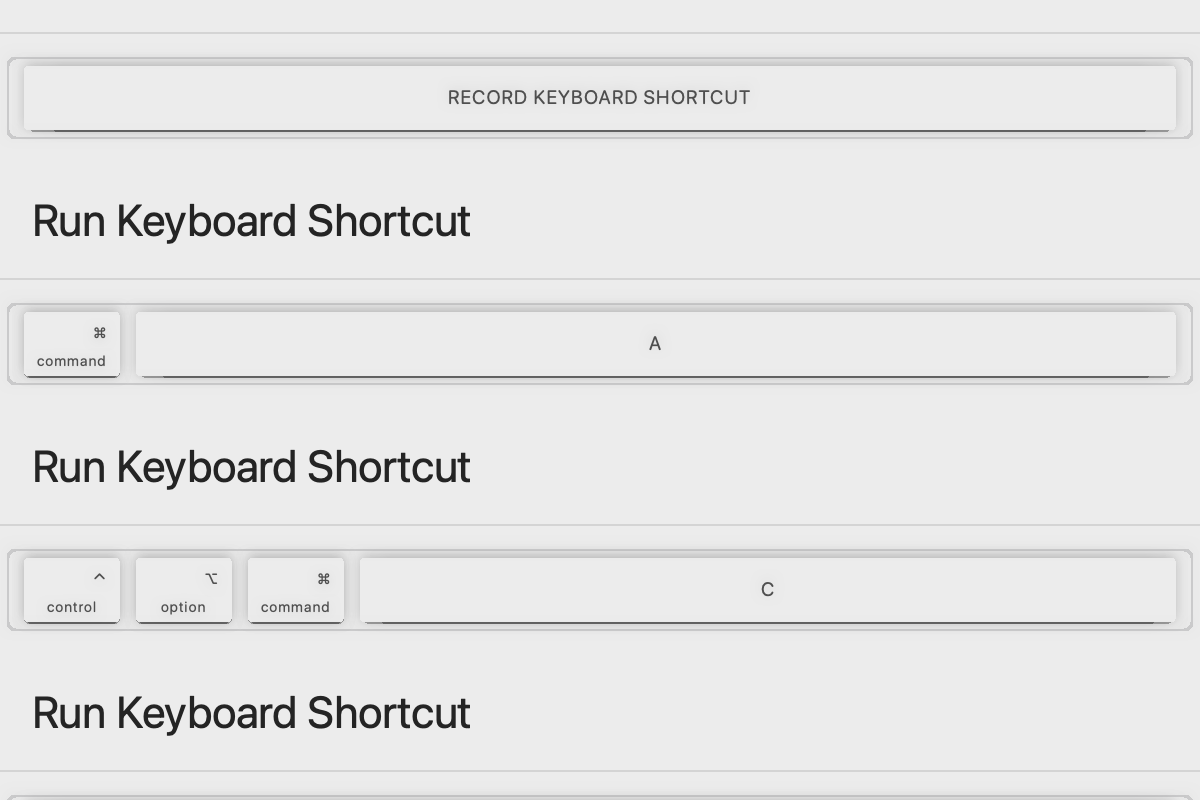 RECORD KEYBOARD SHORTCUT
Run Keyboard Shortcut
⌘
command
A
Run Keyboard Shortcut
^
control
⌥
option
⌘
command
C
Run Keyboard Shortcut